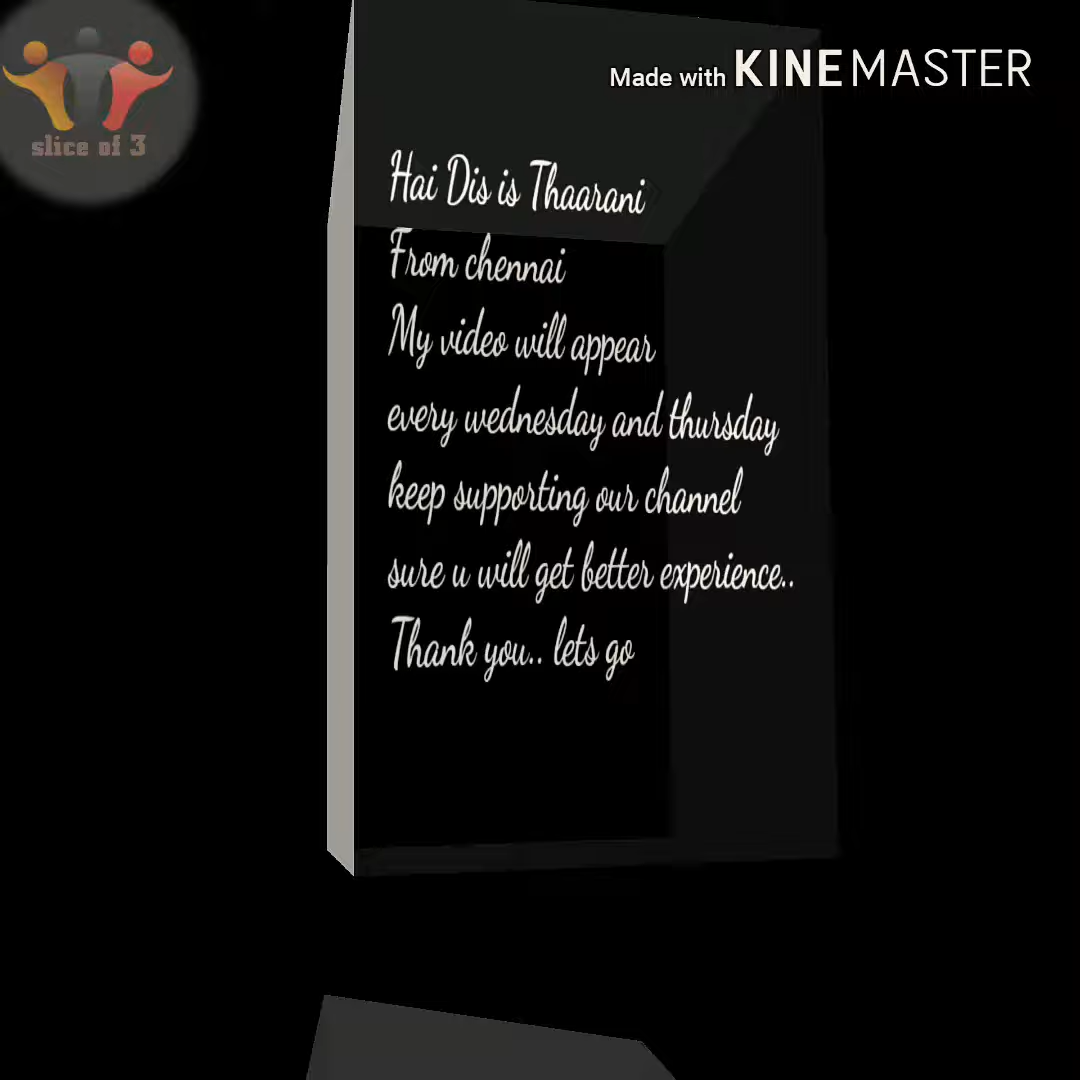 Made with KINEMASTER
slice of 3
Hai Dis is Thaarani
From chennai
My video will appear
every wednesday and thursday
keep supporting our channel
sure u will get better experience..
Thank you.. lets go